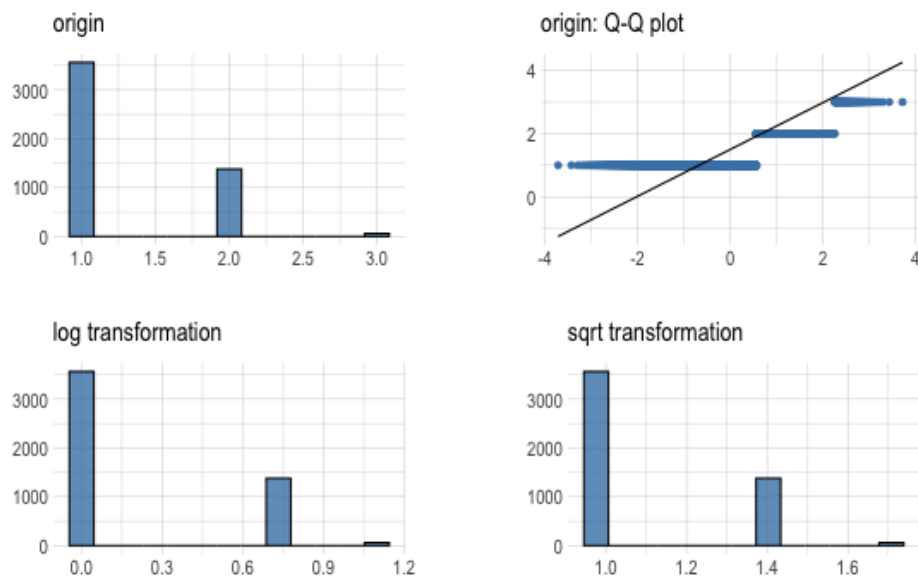 origin
3000
2000
1000
0
1.0 1.5 2.0 2.5 3.0
origin: Q-Q plot
4
2
0
-4 -2 0 2 4
log transformation
3000
2000
1000
0
0.0 0.3 0.6 0.9 1.2
sqrt transformation
3000
2000
1000
0
1.0 1.2 1.4 1.6